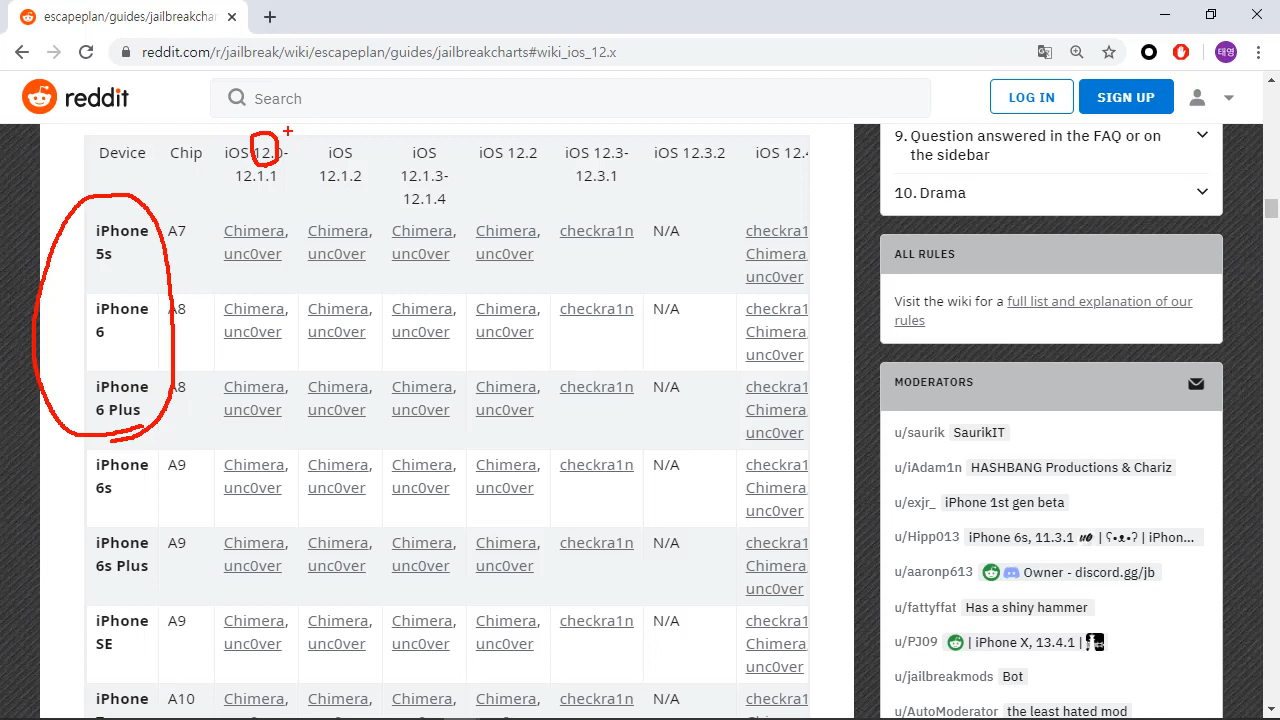 escapeplan/guides/jailbreakchar
reddit.com/r/jailbreak/wiki/escapeplan/guides/jailbreakcharts#wiki_ios_12.x
태영
reddit
Search
LOG IN
SIGN UP
Device Chip iOS 12.0-12.1.1 iOS 12.1.2 iOS 12.1.3-12.1.4 iOS 12.2 iOS 12.3-12.3.1 iOS 12.3.2 iOS 12.4
iPhone 5s A7 Chimera, unc0ver Chimera, unc0ver Chimera, unc0ver Chimera, unc0ver checkra1n N/A checkra1 Chimera unc0ver
iPhone 6 A8 Chimera, unc0ver Chimera, unc0ver Chimera, unc0ver Chimera, unc0ver checkra1n N/A checkra1 Chimera unc0ver
iPhone 6 Plus A8 Chimera, unc0ver Chimera, unc0ver Chimera, unc0ver Chimera, unc0ver checkra1n N/A checkra1 Chimera unc0ver
iPhone 6s A9 Chimera, unc0ver Chimera, unc0ver Chimera, unc0ver Chimera, unc0ver checkra1n N/A checkra1 Chimera unc0ver
iPhone 6s Plus A9 Chimera, unc0ver Chimera, unc0ver Chimera, unc0ver Chimera, unc0ver checkra1n N/A checkra1 Chimera unc0ver
iPhone SE A9 Chimera, unc0ver Chimera, unc0ver Chimera, unc0ver Chimera, unc0ver checkra1n N/A checkra1 Chimera unc0ver
iPhone A10 Chimera, Chimera, Chimera, Chimera, checkra1n N/A checkra1
9. Question answered in the FAQ or on
the sidebar
10. Drama
ALL RULES
Visit the wiki for a full list and explanation of our
rules
MODERATORS
u/saurik SaurikIT
u/iAdam1n HASHBANG Productions & Chariz
u/exjr_ iPhone 1st gen beta
u/Hipp013 iPhone 6s, 11.3.1 | ʕ•ᴥ•ʔ | iPhon...
u/aaronp613 Owner - discord.gg/jb
u/fattyffat Has a shiny hammer
u/PJ09 | iPhone X, 13.4.1 |
u/jailbreakmods Bot
u/AutoModerator the least hated mod